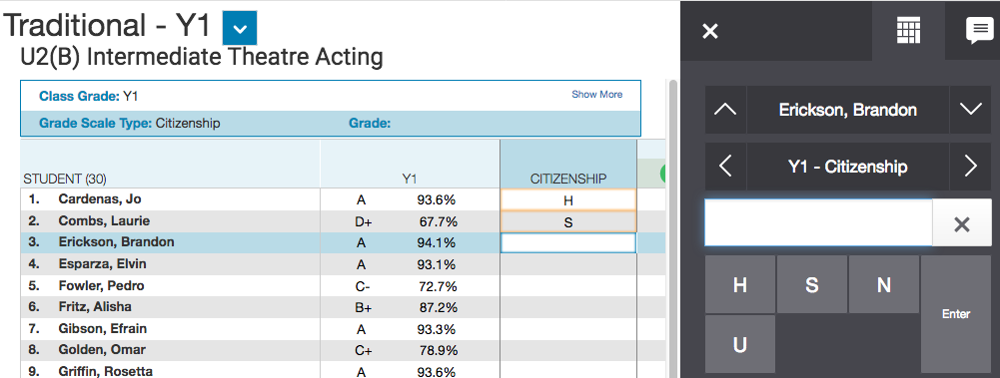 Traditional - Y1
U2(B) Intermediate Theatre Acting
Class Grade: Y1 Show More
Grade Scale Type: Citizenship Grade:
STUDENT (30) Y1 CITIZENSHIP
1. Cardenas, Jo A 93.6% H
2. Combs, Laurie D+ 67.7% S
3. Erickson, Brandon A 94.1%
4. Esparza, Elvin A 93.1%
5. Fowler, Pedro C- 72.7%
6. Fritz, Alisha B+ 87.2%
7. Gibson, Efrain A 93.3%
8. Golden, Omar C+ 78.9%
9. Griffin, Rosetta A 93.6%
Erickson, Brandon
Y1 - Citizenship
H S N Enter
U